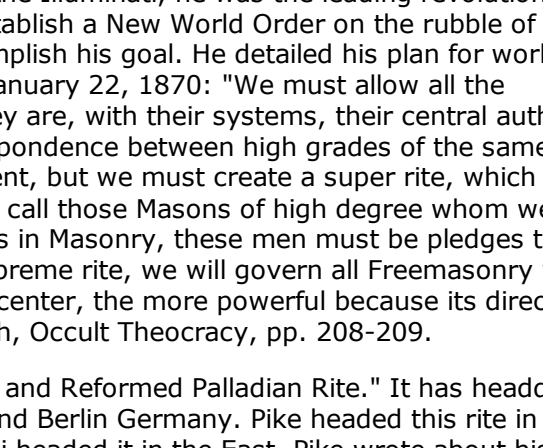 the Illuminati, he was the leading revolution
tablish a New World Order on the rubble of
mplish his goal. He detailed his plan for worl
anuary 22, 1870: "We must allow all the
ey are, with their systems, their central auth
pondence between high grades of the same
ent, but we must create a super rite, which
call those Masons of high degree whom we
s in Masonry, these men must be pledges t
preme rite, we will govern all Freemasonry
center, the more powerful because its direc
h, Occult Theocracy, pp. 208-209.
and Reformed Palladian Rite." It has headq
nd Berlin Germany. Pike headed this rite in
i headed it in the East. Pike wrote about hi